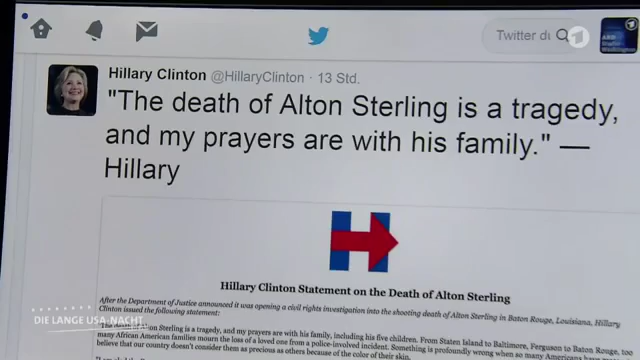 Twitter du
Hillary Clinton @HillaryClinton · 13 Std.
"The death of Alton Sterling is a tragedy,
and my prayers are with his family." —
Hillary
H
Hillary Clinton Statement on the Death of Alton Sterling
After the Department of Justice announced it was opening a civil rights investigation into the shooting death of Alton Sterling in Baton Rouge, Louisiana, Hillary
Clinton issued the following statement:
"The death of Alton Sterling is a tragedy, and my prayers are with his family, including his five children. From Staten Island to Baltimore, Ferguson to Baton Rouge, too
many African American families mourn the loss of a loved one from a police-involved incident. Something is profoundly wrong when so many Americans have
believe that our country doesn't consider them as precious as others because of the color of their skin.
DIE LANGE USA-NACHT
1
ARD
Studio
Washington